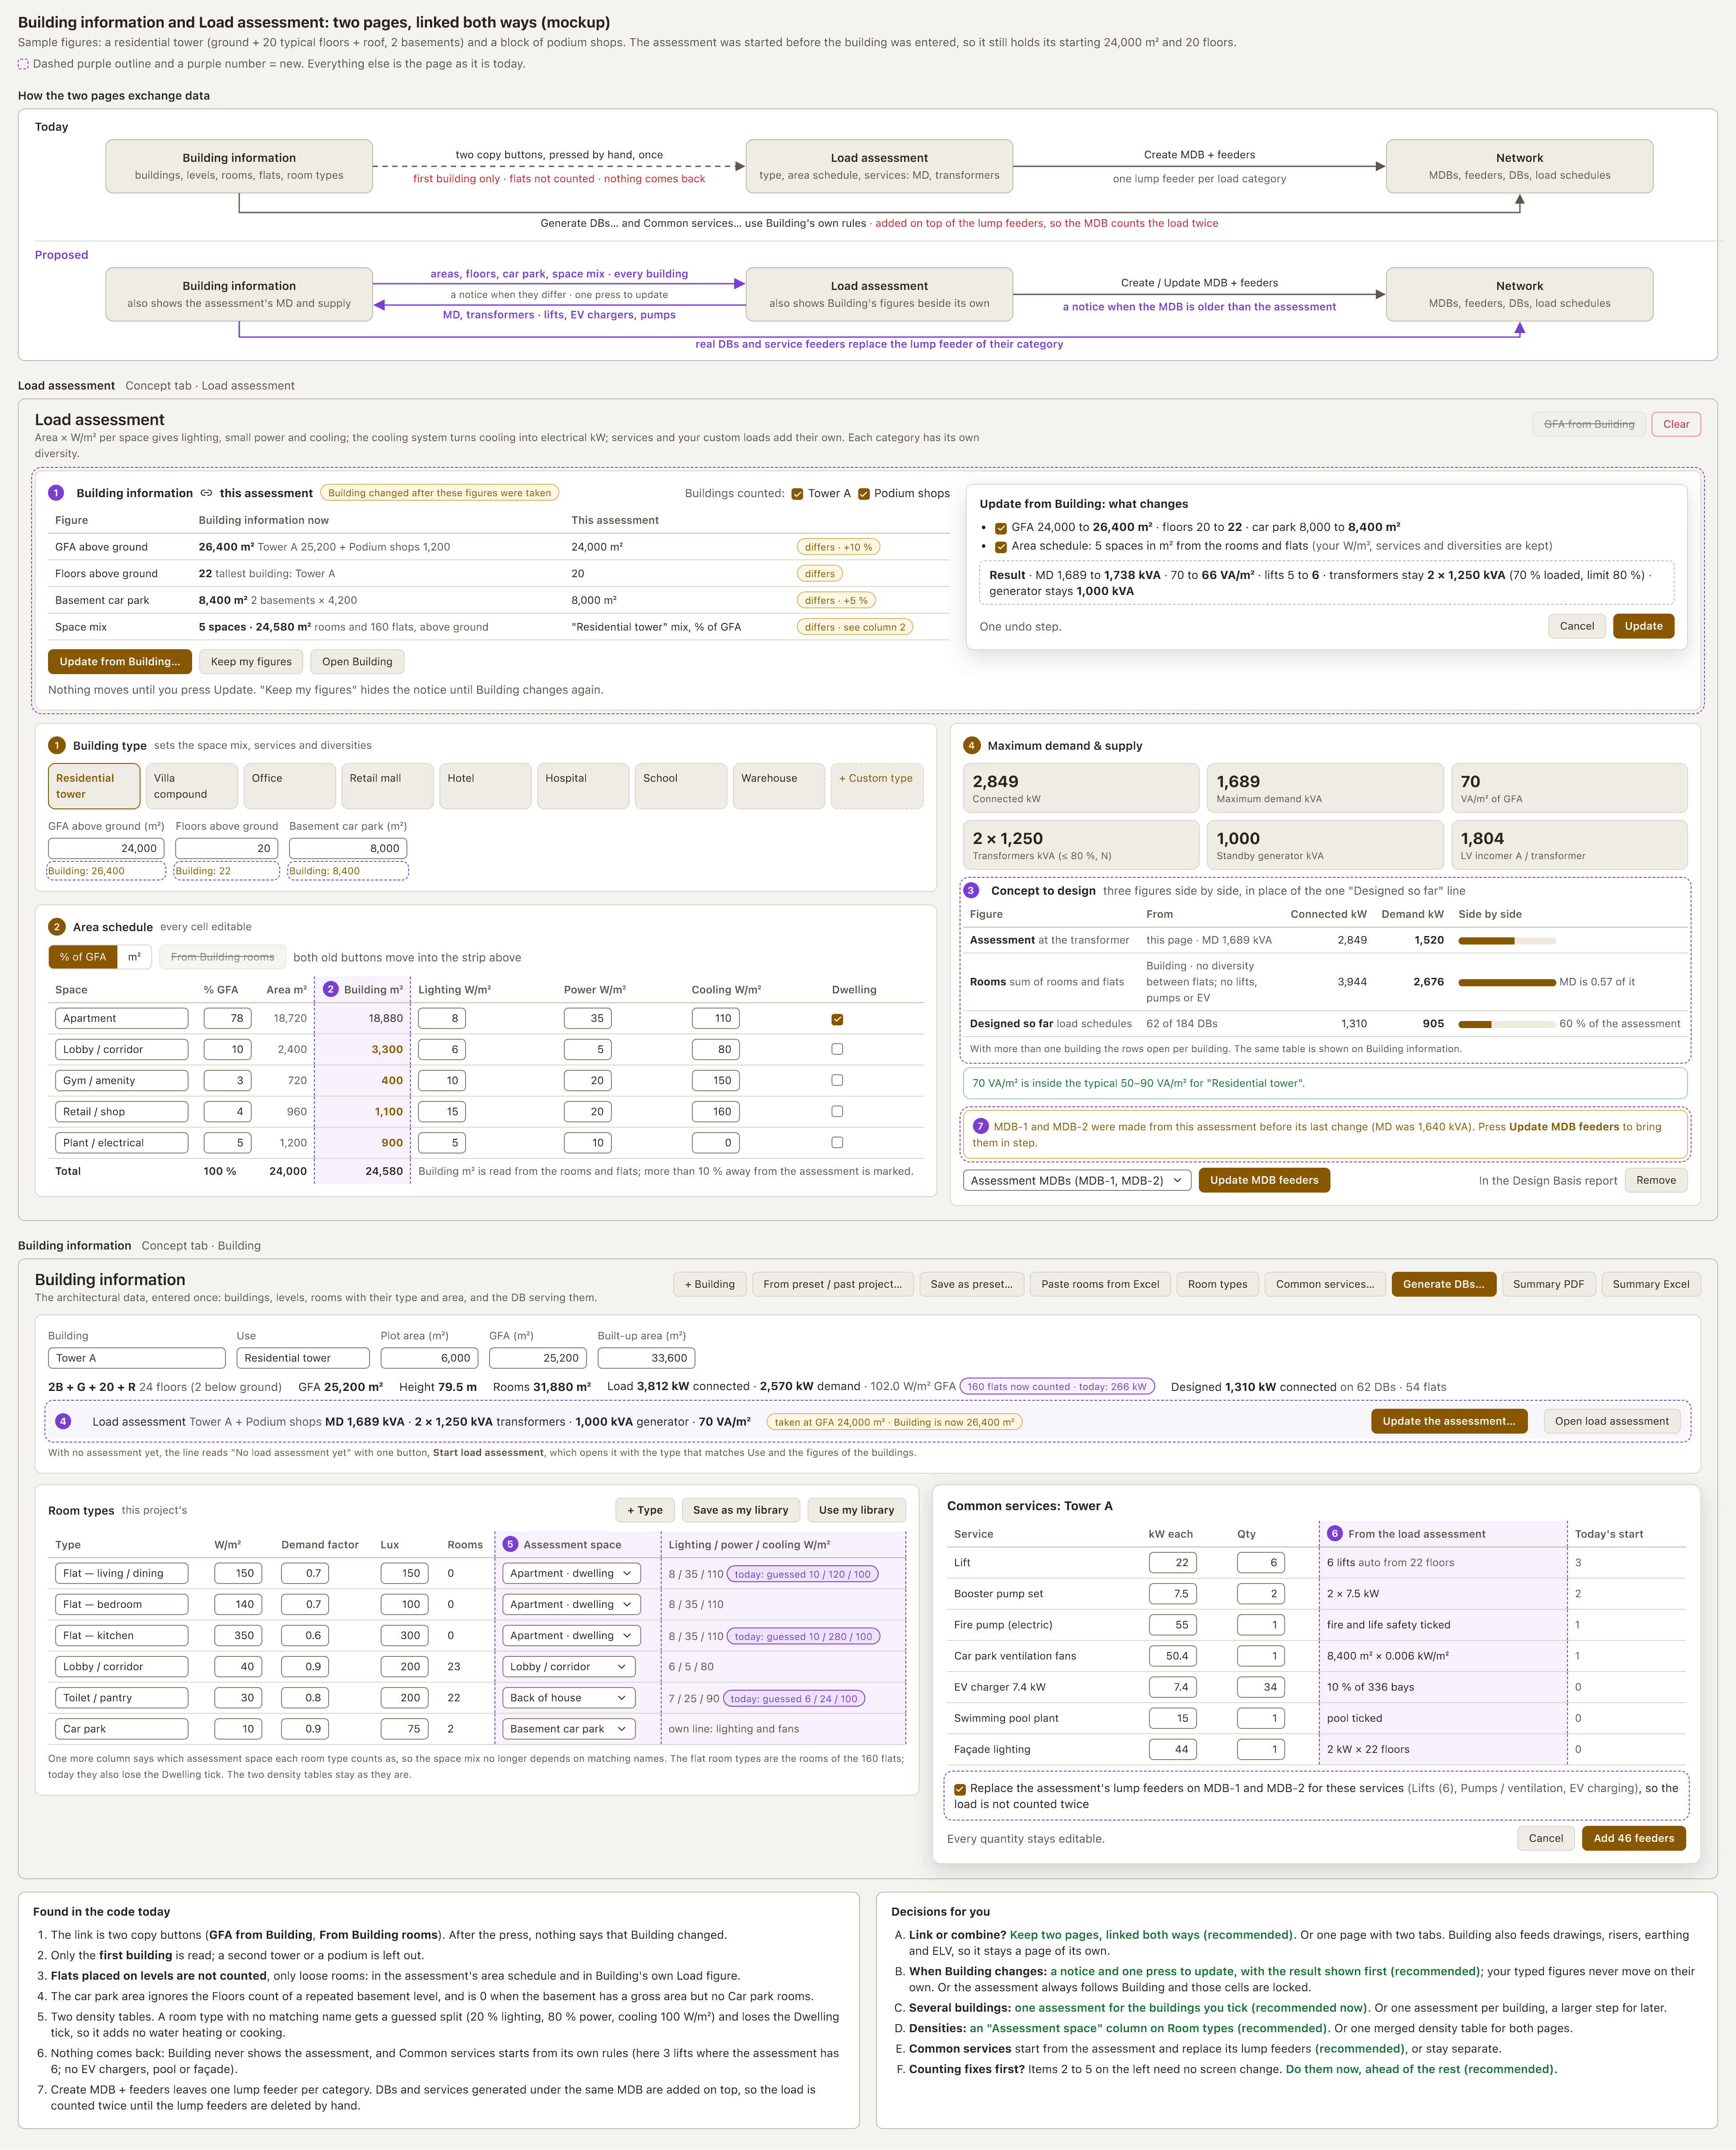 Building information and Load assessment: two pages, linked both ways (mockup)
Sample figures: a residential tower (ground + 20 typical floors + roof, 2 basements) and a block of podium shops. The assessment was started before the building was entered, so it still holds its starting 24,000 m² and 20 floors.
Dashed purple outline and a purple number = new. Everything else is the page as it is today.
How the two pages exchange data
Today
Building information
buildings, levels, rooms, flats, room types
two copy buttons, pressed by hand, once
first building only · flats not counted · nothing comes back
Load assessment
type, area schedule, services: MD, transformers
Create MDB + feeders
one lump feeder per load category
Network
MDBs, feeders, DBs, load schedules
Generate DBs... and Common services... use Building's own rules · added on top of the lump feeders, so the MDB counts the load twice
Proposed
Building information
also shows the assessment's MD and supply
areas, floors, car park, space mix · every building
a notice when they differ · one press to update
MD, transformers · lifts, EV chargers, pumps
Load assessment
also shows Building's figures beside its own
Create / Update MDB + feeders
a notice when the MDB is older than the assessment
Network
MDBs, feeders, DBs, load schedules
real DBs and service feeders replace the lump feeder of their category
Load assessment Concept tab · Load assessment
Load assessment
GFA from Building Clear
Area × W/m² per space gives lighting, small power and cooling; the cooling system turns cooling into electrical kW; services and your custom loads add their own. Each category has its own
diversity.
1 Building information this assessment Building changed after these figures were taken Buildings counted: Tower A Podium shops
Figure Building information now This assessment
GFA above ground 26,400 m² Tower A 25,200 + Podium shops 1,200 24,000 m² differs · +10 %
Floors above ground 22 tallest building: Tower A 20 differs
Basement car park 8,400 m² 2 basements × 4,200 8,000 m² differs · +5 %
Space mix 5 spaces · 24,580 m² rooms and 160 flats, above ground "Residential tower" mix, % of GFA differs · see column 2
Update from Building... Keep my figures Open Building
Nothing moves until you press Update. "Keep my figures" hides the notice until Building changes again.
Update from Building: what changes
• GFA 24,000 to 26,400 m² · floors 20 to 22 · car park 8,000 to 8,400 m²
• Area schedule: 5 spaces in m² from the rooms and flats (your W/m², services and diversities are kept)
Result · MD 1,689 to 1,738 kVA · 70 to 66 VA/m² · lifts 5 to 6 · transformers stay 2 × 1,250 kVA (70 % loaded, limit 80 %) ·
generator stays 1,000 kVA
One undo step. Cancel Update
1 Building type sets the space mix, services and diversities
Residential tower Villa compound Office Retail mall Hotel Hospital School Warehouse + Custom type
GFA above ground (m²) Floors above ground Basement car park (m²)
24,000 20 8,000
Building: 26,400 Building: 22 Building: 8,400
2 Area schedule every cell editable
% of GFA m² From Building rooms both old buttons move into the strip above
Space % GFA Area m² 2 Building m² Lighting W/m² Power W/m² Cooling W/m² Dwelling
Apartment 78 18,720 18,880 8 35 110
Lobby / corridor 10 2,400 3,300 6 5 80
Gym / amenity 3 720 400 10 20 150
Retail / shop 4 960 1,100 15 20 160
Plant / electrical 5 1,200 900 5 10 0
Total 100 % 24,000 24,580 Building m² is read from the rooms and flats; more than 10 % away from the assessment is marked.
4 Maximum demand & supply
2,849 1,689 70
Connected kW Maximum demand kVA VA/m² of GFA
2 × 1,250 1,000 1,804
Transformers kVA (≤ 80 %, N) Standby generator kVA LV incomer A / transformer
3 Concept to design three figures side by side, in place of the one "Designed so far" line
Figure From Connected kW Demand kW Side by side
Assessment at the transformer this page · MD 1,689 kVA 2,849 1,520
Rooms sum of rooms and flats Building · no diversity between flats; no lifts, pumps or EV 3,944 2,676 MD is 0.57 of it
Designed so far load schedules 62 of 184 DBs 1,310 905 60 % of the assessment
With more than one building the rows open per building. The same table is shown on Building information.
70 VA/m² is inside the typical 50–90 VA/m² for "Residential tower".
7 MDB-1 and MDB-2 were made from this assessment before its last change (MD was 1,640 kVA). Press Update MDB feeders to bring
them in step.
Assessment MDBs (MDB-1, MDB-2) Update MDB feeders In the Design Basis report Remove
Building information Concept tab · Building
Building information
+ Building From preset / past project... Save as preset... Paste rooms from Excel Room types Common services... Generate DBs... Summary PDF Summary Excel
The architectural data, entered once: buildings, levels, rooms with their type and area, and the DB serving them.
Building Use Plot area (m²) GFA (m²) Built-up area (m²)
Tower A Residential tower 6,000 25,200 33,600
2B + G + 20 + R 24 floors (2 below ground) GFA 25,200 m² Height 79.5 m Rooms 31,880 m² Load 3,812 kW connected · 2,570 kW demand · 102.0 W/m² GFA 160 flats now counted · today: 266 kW Designed 1,310 kW connected on 62 DBs · 54 flats
4 Load assessment Tower A + Podium shops MD 1,689 kVA · 2 × 1,250 kVA transformers · 1,000 kVA generator · 70 VA/m² taken at GFA 24,000 m² · Building is now 26,400 m² Update the assessment... Open load assessment
With no assessment yet, the line reads "No load assessment yet" with one button, Start load assessment, which opens it with the type that matches Use and the figures of the buildings.
Room types this project's + Type Save as my library Use my library
Type W/m² Demand factor Lux Rooms 5 Assessment space Lighting / power / cooling W/m²
Flat — living / dining 150 0.7 150 0 Apartment · dwelling 8 / 35 / 110 today: guessed 10 / 120 / 100
Flat — bedroom 140 0.7 100 0 Apartment · dwelling 8 / 35 / 110
Flat — kitchen 350 0.6 300 0 Apartment · dwelling 8 / 35 / 110 today: guessed 10 / 280 / 100
Lobby / corridor 40 0.9 200 23 Lobby / corridor 6 / 5 / 80
Toilet / pantry 30 0.8 200 22 Back of house 7 / 25 / 90 today: guessed 6 / 24 / 100
Car park 10 0.9 75 2 Basement car park own line: lighting and fans
One more column says which assessment space each room type counts as, so the space mix no longer depends on matching names. The flat room types are the rooms of the 160 flats;
today they also lose the Dwelling tick. The two density tables stay as they are.
Common services: Tower A
Service kW each Qty 6 From the load assessment Today's start
Lift 22 6 6 lifts auto from 22 floors 3
Booster pump set 7.5 2 2 × 7.5 kW 2
Fire pump (electric) 55 1 fire and life safety ticked 1
Car park ventilation fans 50.4 1 8,400 m² × 0.006 kW/m² 1
EV charger 7.4 kW 7.4 34 10 % of 336 bays 0
Swimming pool plant 15 1 pool ticked 0
Façade lighting 44 1 2 kW × 22 floors 0
Replace the assessment's lump feeders on MDB-1 and MDB-2 for these services (Lifts (6), Pumps / ventilation, EV charging), so the
load is not counted twice
Every quantity stays editable. Cancel Add 46 feeders
Found in the code today
1. The link is two copy buttons (GFA from Building, From Building rooms). After the press, nothing says that Building changed.
2. Only the first building is read; a second tower or a podium is left out.
3. Flats placed on levels are not counted, only loose rooms: in the assessment's area schedule and in Building's own Load figure.
4. The car park area ignores the Floors count of a repeated basement level, and is 0 when the basement has a gross area but no Car park rooms.
5. Two density tables. A room type with no matching name gets a guessed split (20 % lighting, 80 % power, cooling 100 W/m²) and loses the Dwelling
tick, so it adds no water heating or cooking.
6. Nothing comes back: Building never shows the assessment, and Common services starts from its own rules (here 3 lifts where the assessment has
6; no EV chargers, pool or façade).
7. Create MDB + feeders leaves one lump feeder per category. DBs and services generated under the same MDB are added on top, so the load is
counted twice until the lump feeders are deleted by hand.
Decisions for you
A. Link or combine? Keep two pages, linked both ways (recommended). Or one page with two tabs. Building also feeds drawings, risers, earthing
and ELV, so it stays a page of its own.
B. When Building changes: a notice and one press to update, with the result shown first (recommended); your typed figures never move on their
own. Or the assessment always follows Building and those cells are locked.
C. Several buildings: one assessment for the buildings you tick (recommended now). Or one assessment per building, a larger step for later.
D. Densities: an "Assessment space" column on Room types (recommended). Or one merged density table for both pages.
E. Common services start from the assessment and replace its lump feeders (recommended), or stay separate.
F. Counting fixes first? Items 2 to 5 on the left need no screen change. Do them now, ahead of the rest (recommended).